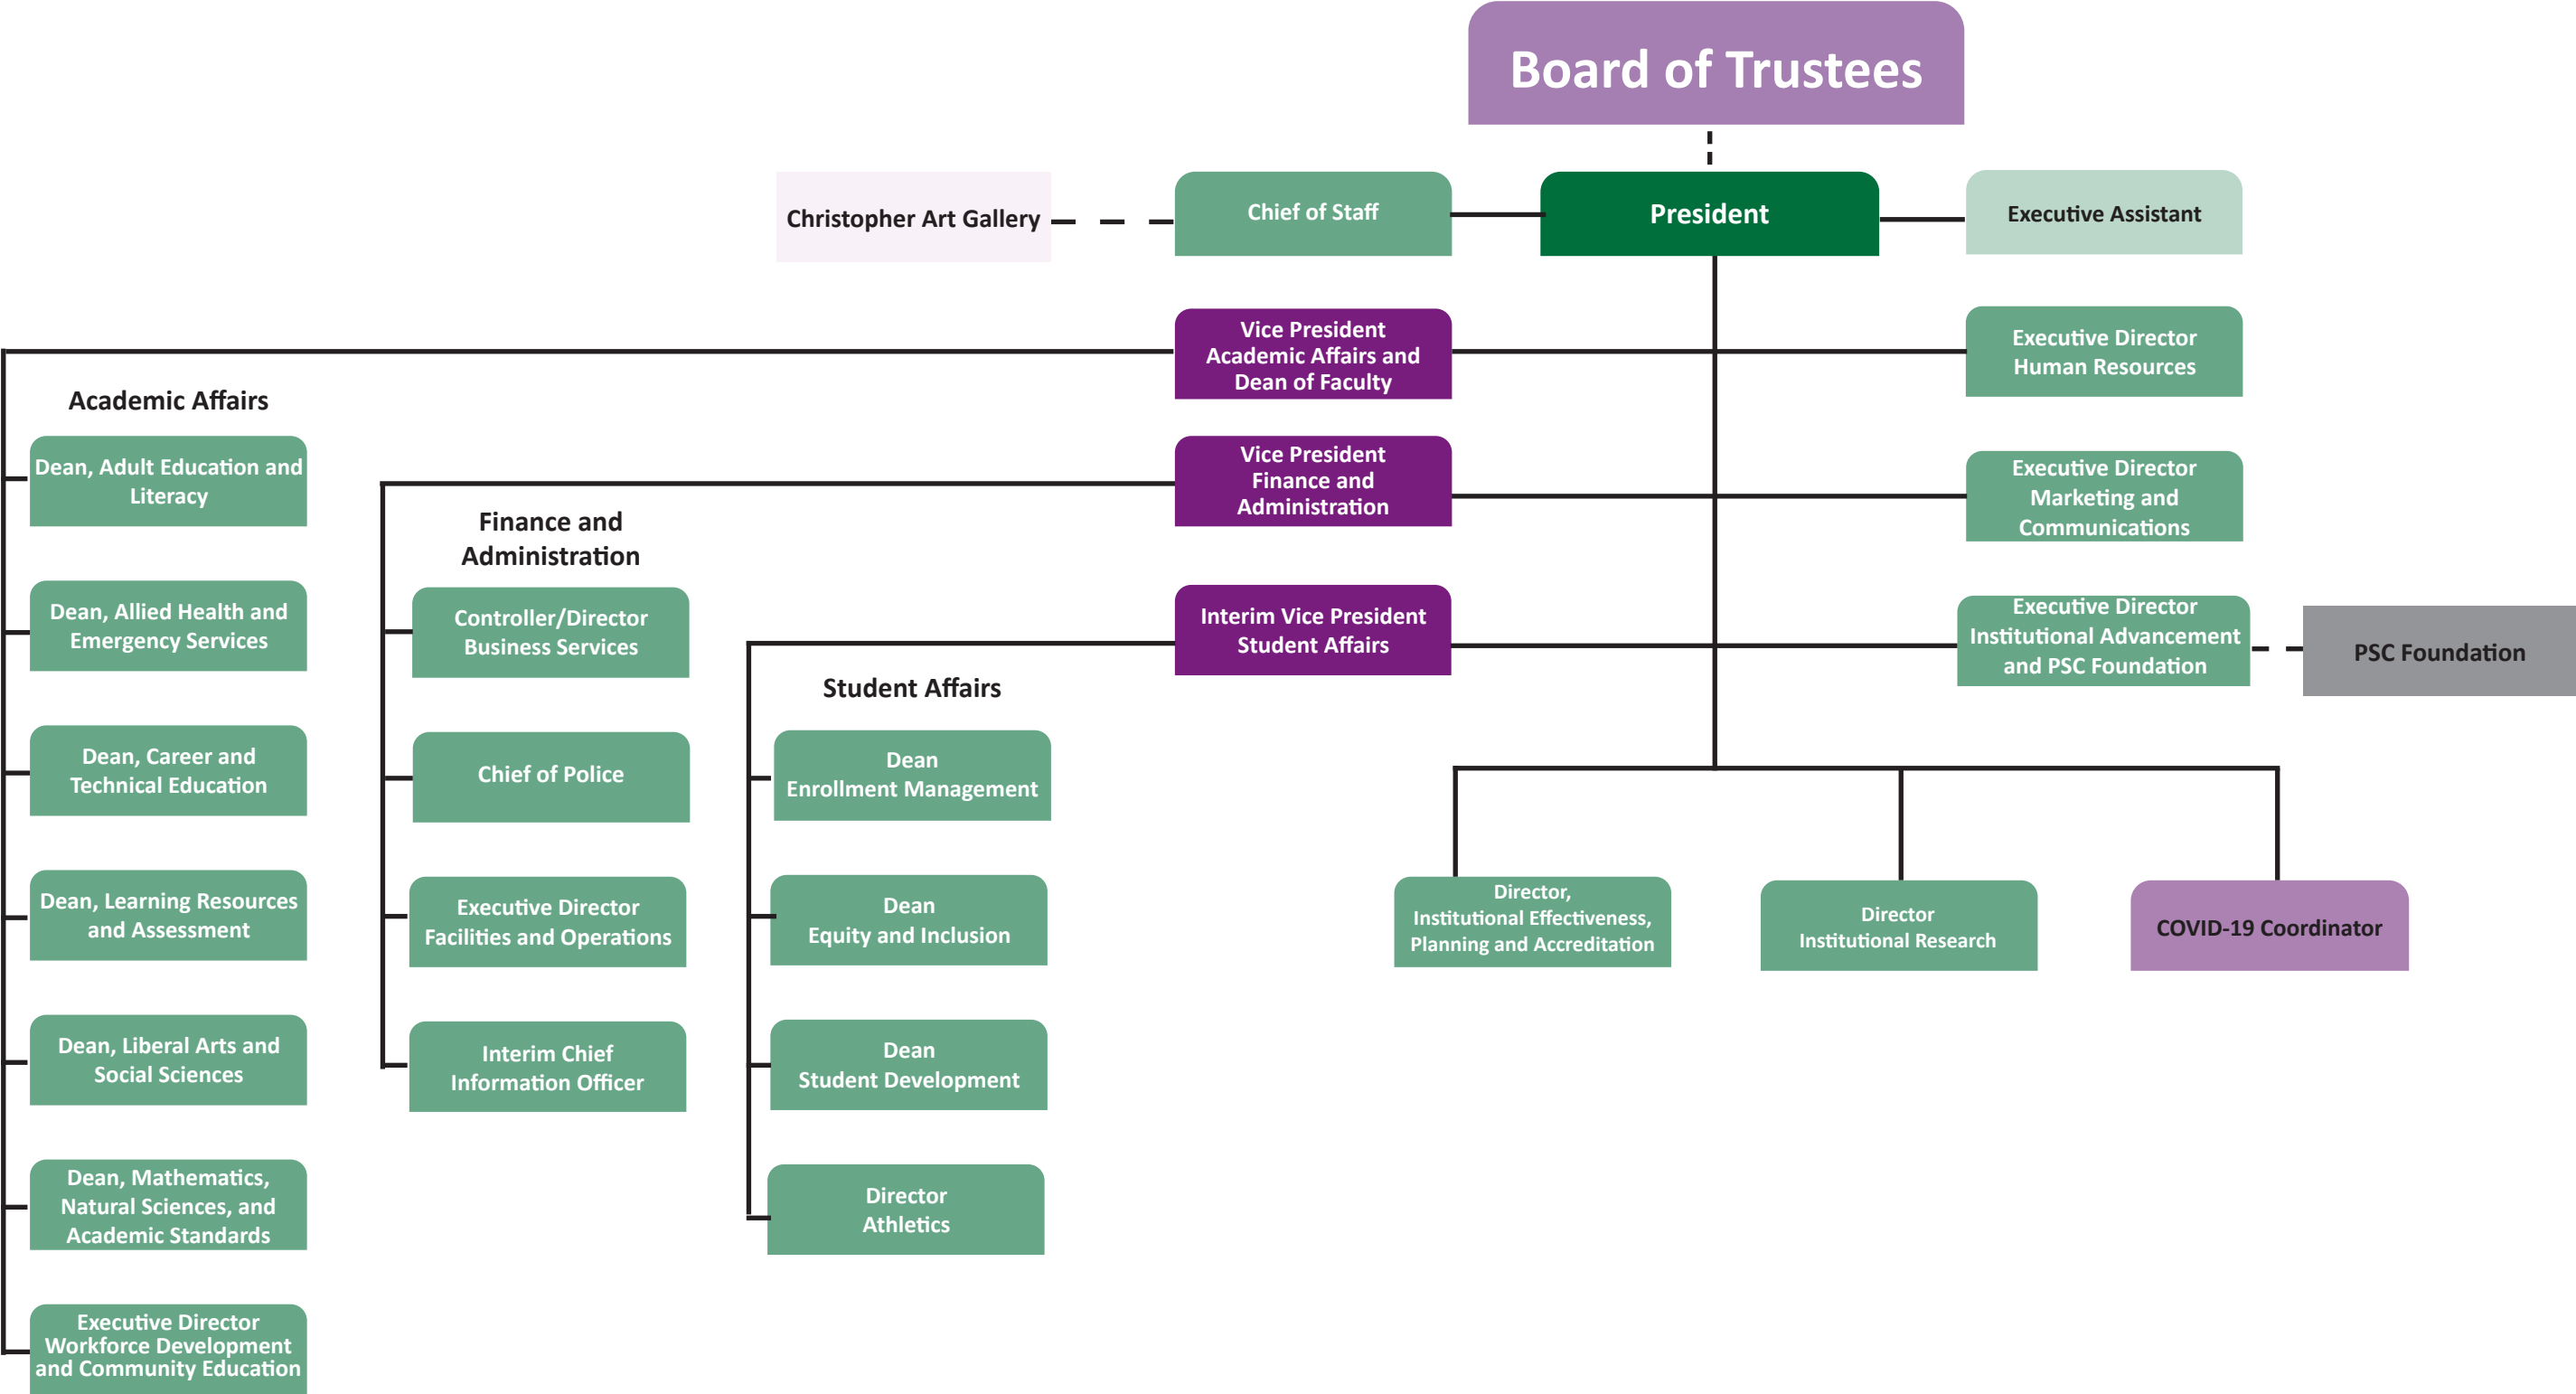 Board of Trustees
Christopher Art Gallery
Chief of Staff
President
Executive Assistant
Vice President
Academic Affairs and
Dean of Faculty
Executive Director
Human Resources
Vice President
Finance and
Administration
Executive Director
Marketing and
Communications
Interim Vice President
Student Affairs
Executive Director
Institutional Advancement
and PSC Foundation
PSC Foundation
Academic Affairs
Dean, Adult Education and
Literacy
Dean, Allied Health and
Emergency Services
Dean, Career and
Technical Education
Dean, Learning Resources
and Assessment
Dean, Liberal Arts and
Social Sciences
Dean, Mathematics,
Natural Sciences, and
Academic Standards
Executive Director
Workforce Development
and Community Education
Finance and
Administration
Controller/Director
Business Services
Chief of Police
Executive Director
Facilities and Operations
Interim Chief
Information Officer
Student Affairs
Dean
Enrollment Management
Dean
Equity and Inclusion
Dean
Student Development
Director
Athletics
Director,
Institutional Effectiveness,
Planning and Accreditation
Director
Institutional Research
COVID-19 Coordinator